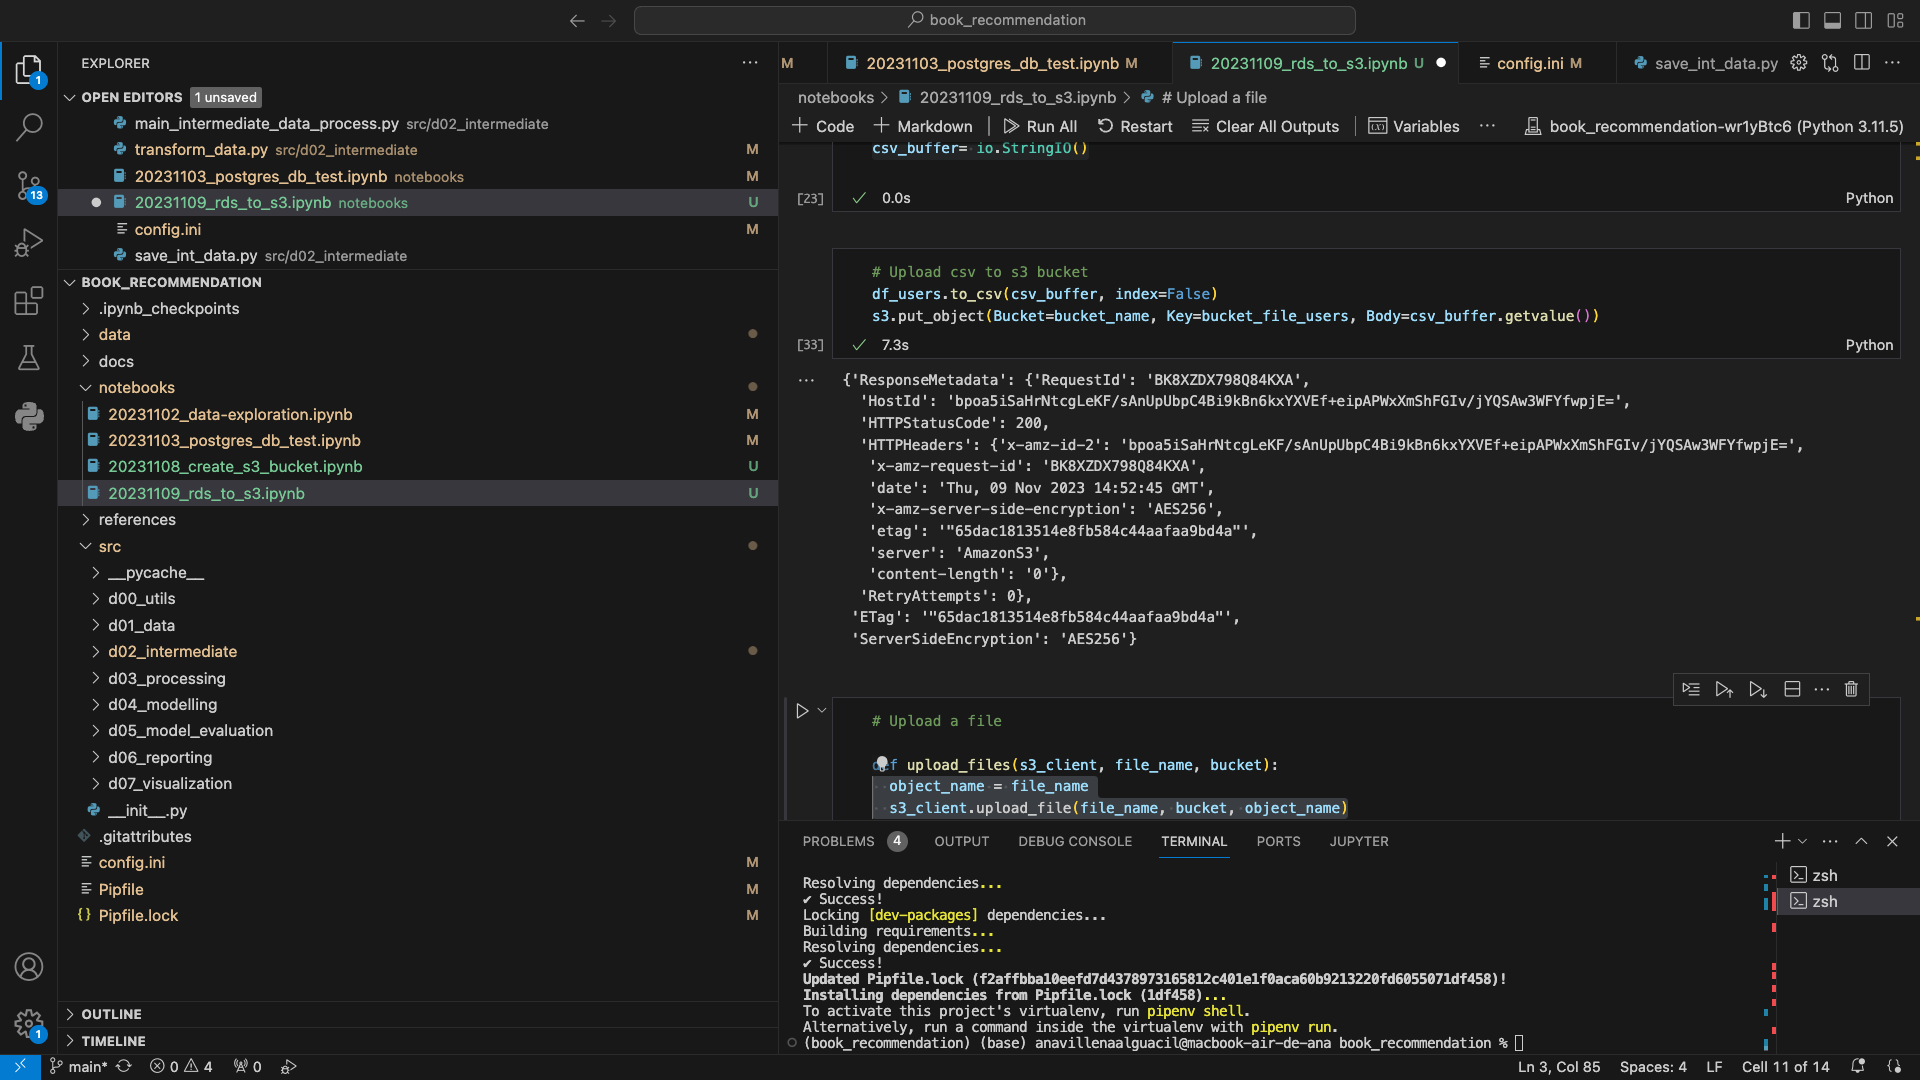 book_recommendation
EXPLORER
OPEN EDITORS 1 unsaved
main_intermediate_data_process.py src/d02_intermediate
transform_data.py src/d02_intermediate M
20231103_postgres_db_test.ipynb notebooks M
20231109_rds_to_s3.ipynb notebooks U
config.ini M
save_int_data.py src/d02_intermediate
BOOK_RECOMMENDATION
.ipynb_checkpoints
data
docs
notebooks
20231102_data-exploration.ipynb M
20231103_postgres_db_test.ipynb M
20231108_create_s3_bucket.ipynb U
20231109_rds_to_s3.ipynb U
references
src
__pycache__
d00_utils
d01_data
d02_intermediate
d03_processing
d04_modelling
d05_model_evaluation
d06_reporting
d07_visualization
__init__.py
.gitattributes
config.ini M
Pipfile M
Pipfile.lock M
OUTLINE
TIMELINE
1
13
1
M 20231103_postgres_db_test.ipynb M 20231109_rds_to_s3.ipynb U config.ini M save_int_data.py
notebooks > 20231109_rds_to_s3.ipynb > # Upload a file
+ Code + Markdown Run All Restart Clear All Outputs Variables ... book_recommendation-wr1yBtc6 (Python 3.11.5)
csv_buffer= io.StringIO()
[23] ✓ 0.0s Python
# Upload csv to s3 bucket
df_users.to_csv(csv_buffer, index=False)
s3.put_object(Bucket=bucket_name, Key=bucket_file_users, Body=csv_buffer.getvalue())
[33] ✓ 7.3s Python
... {'ResponseMetadata': {'RequestId': 'BK8XZDX798Q84KXA',
'HostId': 'bpoa5iSaHrNtcgLeKF/sAnUpUbpC4Bi9kBn6kxYXVEf+eipAPWxXmShFGIv/jYQSAw3WFYfwpjE=',
'HTTPStatusCode': 200,
'HTTPHeaders': {'x-amz-id-2': 'bpoa5iSaHrNtcgLeKF/sAnUpUbpC4Bi9kBn6kxYXVEf+eipAPWxXmShFGIv/jYQSAw3WFYfwpjE=',
'x-amz-request-id': 'BK8XZDX798Q84KXA',
'date': 'Thu, 09 Nov 2023 14:52:45 GMT',
'x-amz-server-side-encryption': 'AES256',
'etag': '"65dac1813514e8fb584c44aafaa9bd4a"',
'server': 'AmazonS3',
'content-length': '0'},
'RetryAttempts': 0},
'ETag': '"65dac1813514e8fb584c44aafaa9bd4a"',
'ServerSideEncryption': 'AES256'}
# Upload a file
def upload_files(s3_client, file_name, bucket):
object_name = file_name
s3_client.upload_file(file_name, bucket, object_name)
PROBLEMS 4 OUTPUT DEBUG CONSOLE TERMINAL PORTS JUPYTER
Resolving dependencies...
✔ Success!
Locking [dev-packages] dependencies...
Building requirements...
Resolving dependencies...
✔ Success!
Updated Pipfile.lock (f2affbba10eefd7d4378973165812c401e1f0aca60b9213220fd6055071df458)!
Installing dependencies from Pipfile.lock (1df458)...
To activate this project's virtualenv, run pipenv shell.
Alternatively, run a command inside the virtualenv with pipenv run.
(book_recommendation) (base) anavillenaalguacil@macbook-air-de-ana book_recommendation %
zsh
zsh
main* 0 4 0 Ln 3, Col 85 Spaces: 4 LF Cell 11 of 14